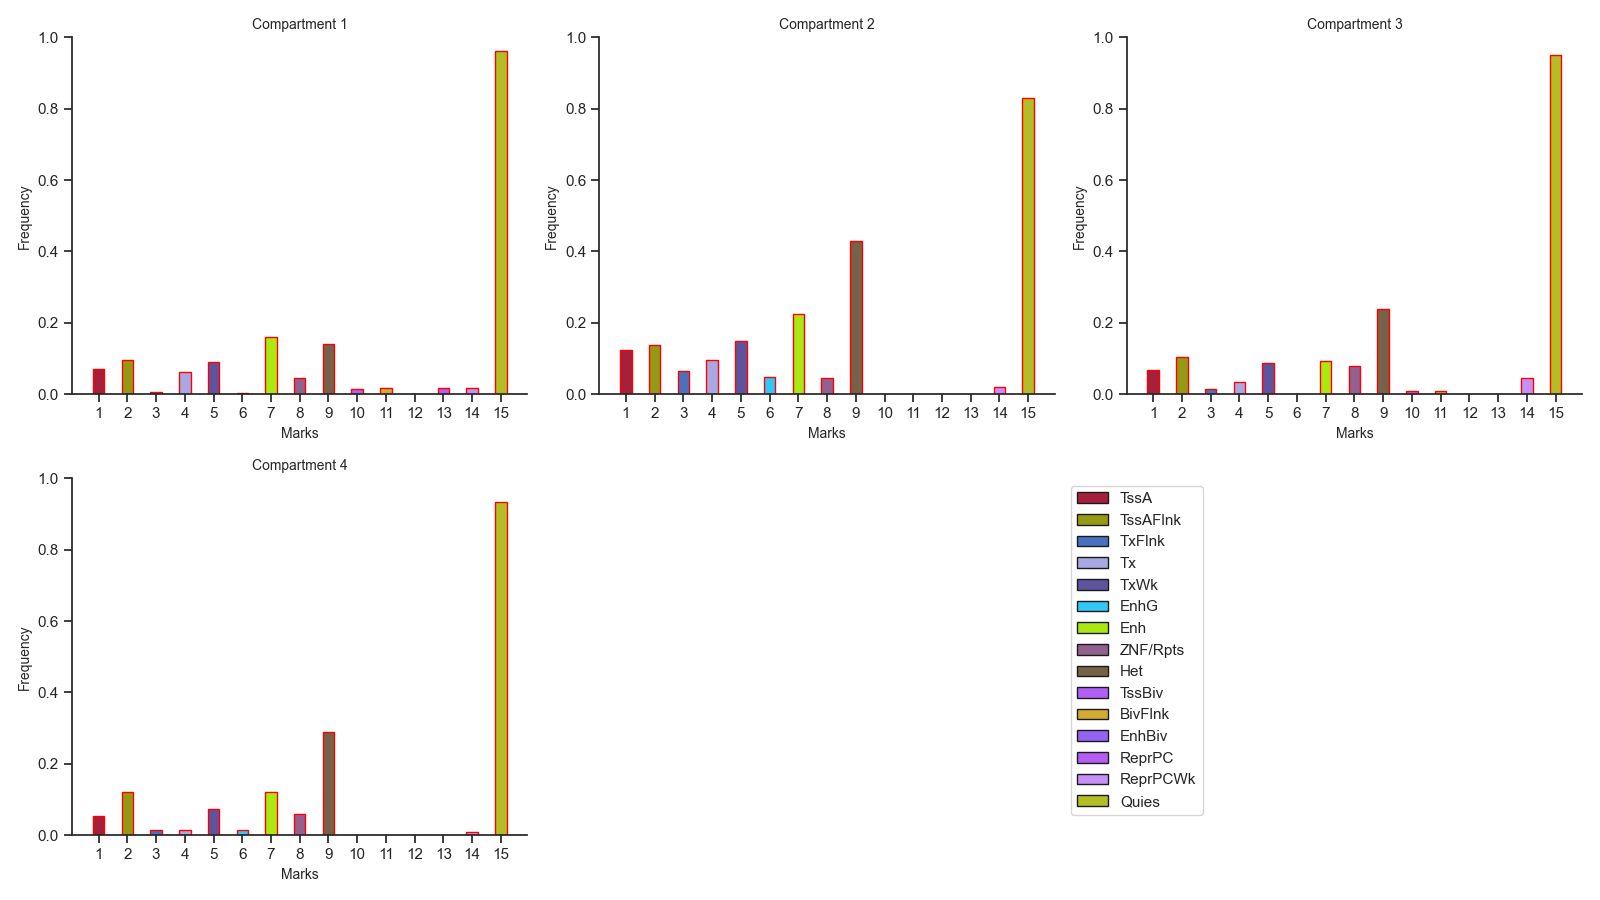 Compartment 1
1.0
0.8
0.6
0.4
0.2
0.0
Frequency
1 2 3 4 5 6 7 8 9 10 11 12 13 14 15
Marks
Compartment 2
1.0
0.8
0.6
0.4
0.2
0.0
Frequency
1 2 3 4 5 6 7 8 9 10 11 12 13 14 15
Marks
Compartment 3
1.0
0.8
0.6
0.4
0.2
0.0
Frequency
1 2 3 4 5 6 7 8 9 10 11 12 13 14 15
Marks
Compartment 4
1.0
0.8
0.6
0.4
0.2
0.0
Frequency
1 2 3 4 5 6 7 8 9 10 11 12 13 14 15
Marks
TssA
TssAFlnk
TxFlnk
Tx
TxWk
EnhG
Enh
ZNF/Rpts
Het
TssBiv
BivFlnk
EnhBiv
ReprPC
ReprPCWk
Quies